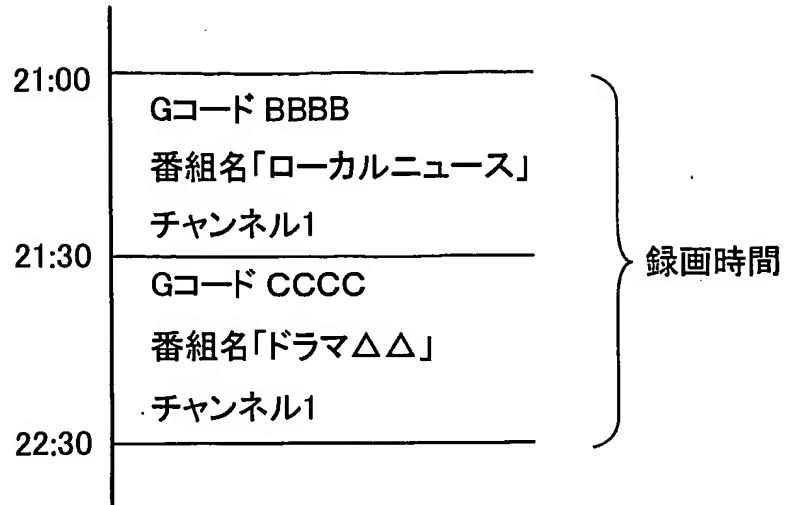 21:00
Gコード BBBB
番組名「ローカルニュース」
チャンネル1
21:30
録画時間
Gコード CCCC
番組名「ドラマ△△」
チャンネル1
22:30